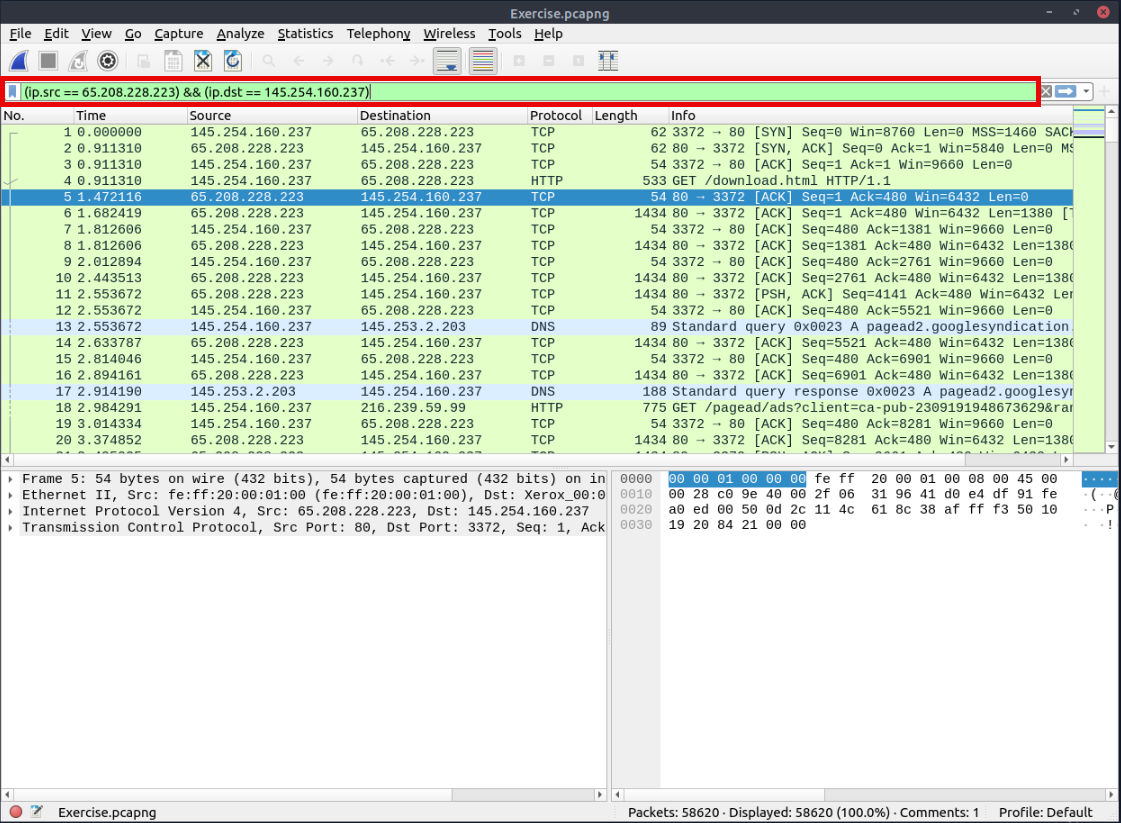 Exercise.pcapng
File Edit View Go Capture Analyze Statistics Telephony Wireless Tools Help
(ip.src == 65.208.228.223) && (ip.dst == 145.254.160.237)
No. Time Source Destination Protocol Length Info
1 0.000000 145.254.160.237 65.208.228.223 TCP 62 3372 → 80 [SYN] Seq=0 Win=8760 Len=0 MSS=1460 SACK
2 0.911310 65.208.228.223 145.254.160.237 TCP 62 80 → 3372 [SYN, ACK] Seq=0 Ack=1 Win=5840 Len=0 MS
3 0.911310 145.254.160.237 65.208.228.223 TCP 54 3372 → 80 [ACK] Seq=1 Ack=1 Win=9660 Len=0
4 0.911310 145.254.160.237 65.208.228.223 HTTP 533 GET /download.html HTTP/1.1
5 1.472116 65.208.228.223 145.254.160.237 TCP 54 80 → 3372 [ACK] Seq=1 Ack=480 Win=6432 Len=0
6 1.682419 65.208.228.223 145.254.160.237 TCP 1434 80 → 3372 [ACK] Seq=1 Ack=480 Win=6432 Len=1380 [T
7 1.812606 145.254.160.237 65.208.228.223 TCP 54 3372 → 80 [ACK] Seq=480 Ack=1381 Win=9660 Len=0
8 1.812606 65.208.228.223 145.254.160.237 TCP 1434 80 → 3372 [ACK] Seq=1381 Ack=480 Win=6432 Len=1380
9 2.012894 145.254.160.237 65.208.228.223 TCP 54 3372 → 80 [ACK] Seq=480 Ack=2761 Win=9660 Len=0
10 2.443513 65.208.228.223 145.254.160.237 TCP 1434 80 → 3372 [ACK] Seq=2761 Ack=480 Win=6432 Len=1380
11 2.553672 65.208.228.223 145.254.160.237 TCP 1434 80 → 3372 [PSH, ACK] Seq=4141 Ack=480 Win=6432 Len
12 2.553672 145.254.160.237 65.208.228.223 TCP 54 3372 → 80 [ACK] Seq=480 Ack=5521 Win=9660 Len=0
13 2.553672 145.254.160.237 145.253.2.203 DNS 89 Standard query 0x0023 A pagead2.googlesyndication.
14 2.633787 65.208.228.223 145.254.160.237 TCP 1434 80 → 3372 [ACK] Seq=5521 Ack=480 Win=6432 Len=1380
15 2.814046 145.254.160.237 65.208.228.223 TCP 54 3372 → 80 [ACK] Seq=480 Ack=6901 Win=9660 Len=0
16 2.894161 65.208.228.223 145.254.160.237 TCP 1434 80 → 3372 [ACK] Seq=6901 Ack=480 Win=6432 Len=1380
17 2.914190 145.253.2.203 145.254.160.237 DNS 188 Standard query response 0x0023 A pagead2.googlesyn
18 2.984291 145.254.160.237 216.239.59.99 HTTP 775 GET /pagead/ads?client=ca-pub-2309191948673629&ran
19 3.014334 145.254.160.237 65.208.228.223 TCP 54 3372 → 80 [ACK] Seq=480 Ack=8281 Win=9660 Len=0
20 3.374852 65.208.228.223 145.254.160.237 TCP 1434 80 → 3372 [ACK] Seq=8281 Ack=480 Win=6432 Len=1380
Frame 5: 54 bytes on wire (432 bits), 54 bytes captured (432 bits) on in
Ethernet II, Src: fe:ff:20:00:01:00 (fe:ff:20:00:01:00), Dst: Xerox_00:0
Internet Protocol Version 4, Src: 65.208.228.223, Dst: 145.254.160.237
Transmission Control Protocol, Src Port: 80, Dst Port: 3372, Seq: 1, Ack
0000 00 00 01 00 00 00 fe ff 20 00 01 00 08 00 45 00 ·····
0010 00 28 c0 9e 40 00 2f 06 31 96 41 d0 e4 df 91 fe ·(··@
0020 a0 ed 00 50 0d 2c 11 4c 61 8c 38 af ff f3 50 10 ···P
0030 19 20 84 21 00 00 · ·!
Exercise.pcapng
Packets: 58620 · Displayed: 58620 (100.0%) · Comments: 1 Profile: Default